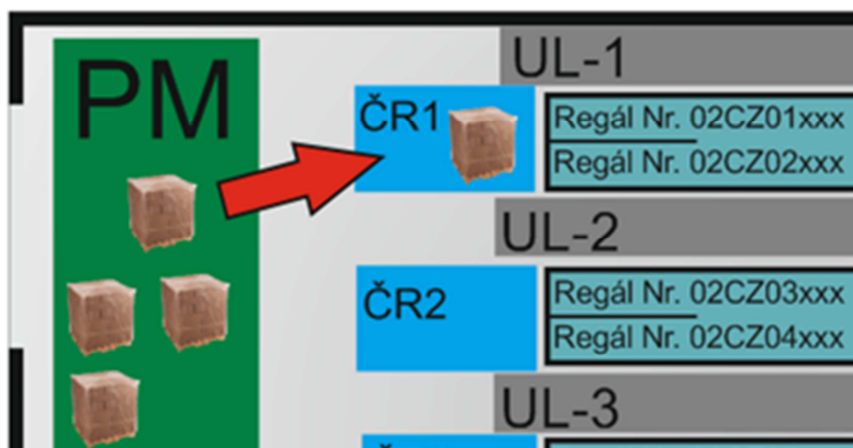 PM
UL-1
ČR1
Regál Nr. 02CZ01xxx
Regál Nr. 02CZ02xxx
UL-2
ČR2
Regál Nr. 02CZ03xxx
Regál Nr. 02CZ04xxx
UL-3